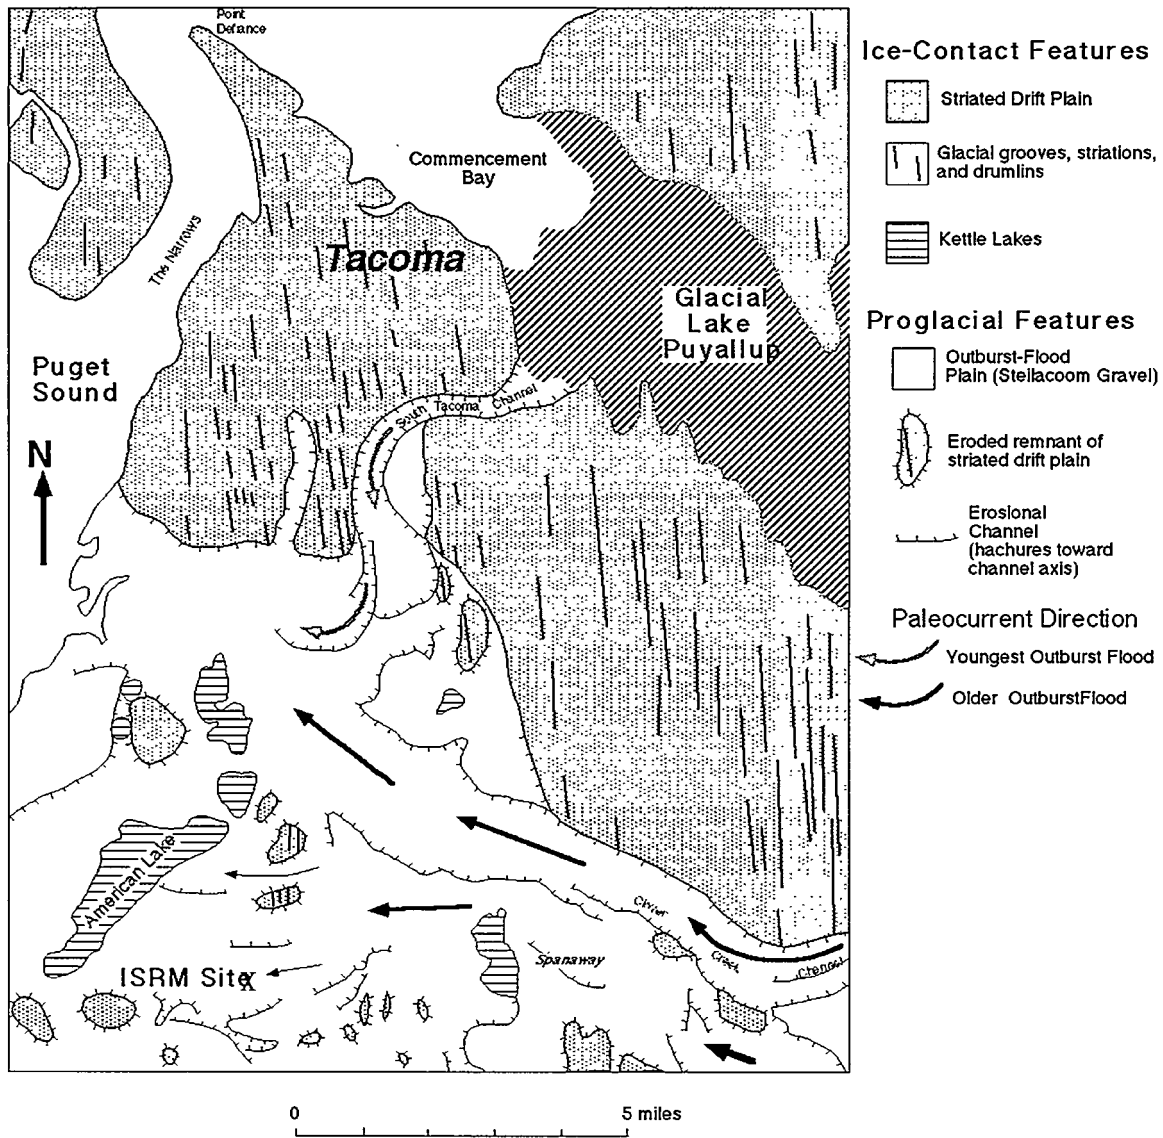 Point
Defiance
Commencement
Bay
The Narrows
Tacoma
Glacial
Lake
Puyallup
Puget
Sound
South Tacoma Channel
N
American Lake
Clover Creek Channel
Spanaway
ISRM Site
X
0 5 miles
Ice-Contact Features
Striated Drift Plain
Glacial grooves, striations,
and drumlins
Kettle Lakes
Proglacial Features
Outburst-Flood
Plain (Steilacoom Gravel)
Eroded remnant of
striated drift plain
Erosional
Channel
(hachures toward
channel axis)
Paleocurrent Direction
Youngest Outburst Flood
Older OutburstFlood